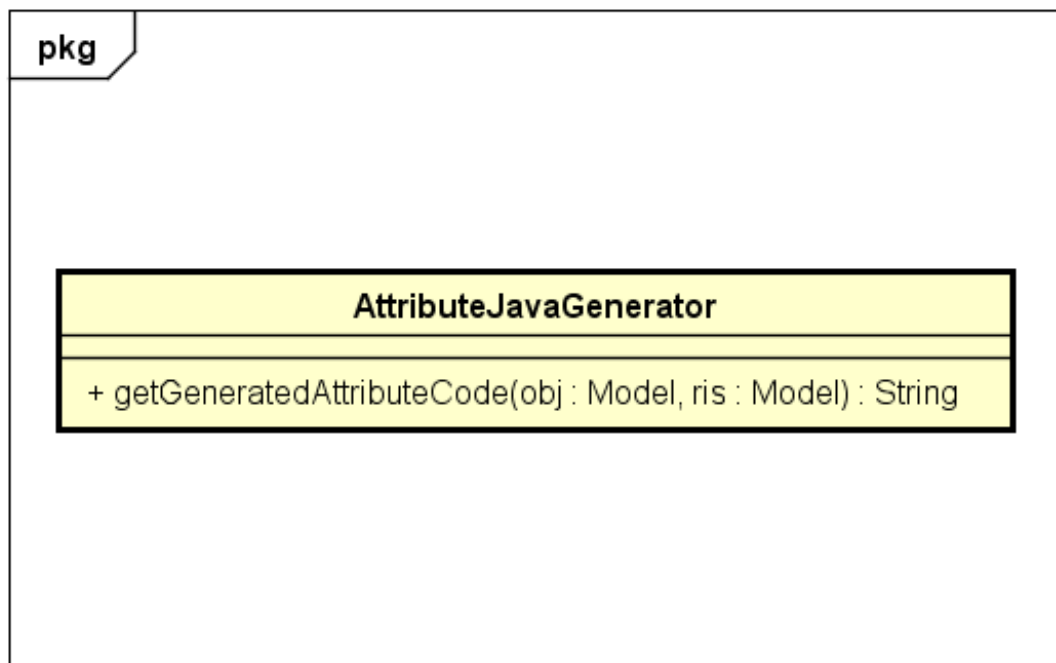 pkg
AttributeJavaGenerator
+ getGeneratedAttributeCode(obj : Model, ris : Model) : String